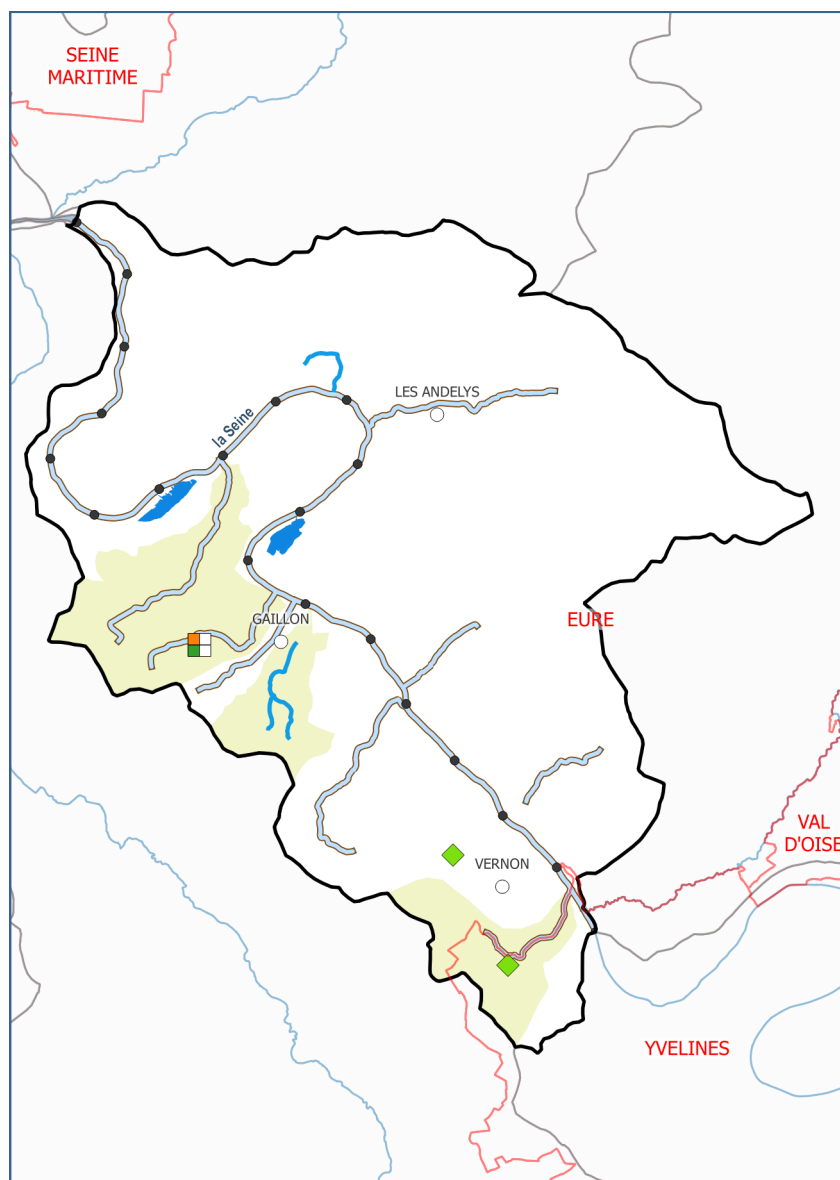 SEINE
MARITIME
LES ANDELYS
la Seine
GAILLON
EURE
VAL
D'OISE
VERNON
YVELINES